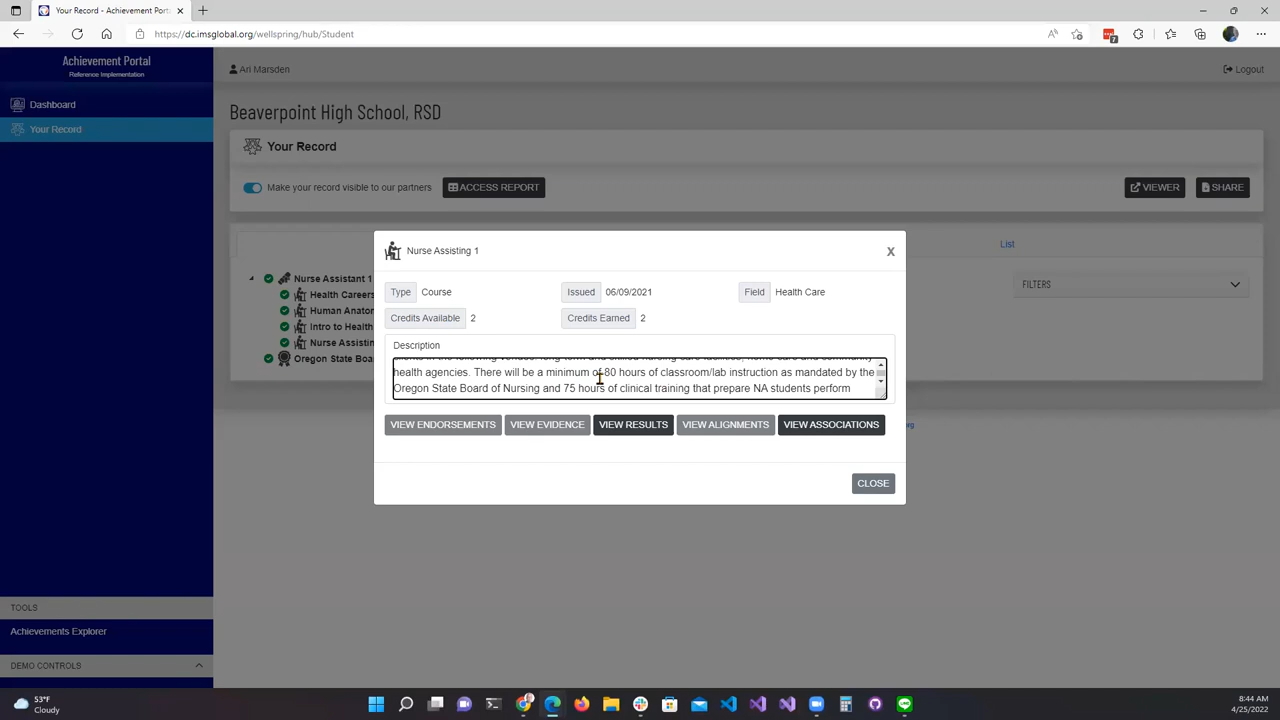 Your Record - Achievement Porta
https://dc.imsglobal.org/wellspring/hub/Student
7
Achievement Portal
Reference Implementation
Ari Marsden
Logout
Dashboard
Your Record
Beaverpoint High School, RSD
Your Record
Make your record visible to our partners
ACCESS REPORT
VIEWER
SHARE
List
Nurse Assistant 1
Health Careers
Human Anaton
Intro to Health
Nurse Assistin
Oregon State Boa
FILTERS
Nurse Assisting 1
X
Type Course
Issued 06/09/2021
Field Health Care
Credits Available 2
Credits Earned 2
Description
health agencies. There will be a minimum of 80 hours of classroom/lab instruction as mandated by the
Oregon State Board of Nursing and 75 hours of clinical training that prepare NA students perform
VIEW ENDORSEMENTS
VIEW EVIDENCE
VIEW RESULTS
VIEW ALIGNMENTS
VIEW ASSOCIATIONS
org
CLOSE
TOOLS
Achievements Explorer
DEMO CONTROLS
53°F
Cloudy
8:44 AM
4/25/2022